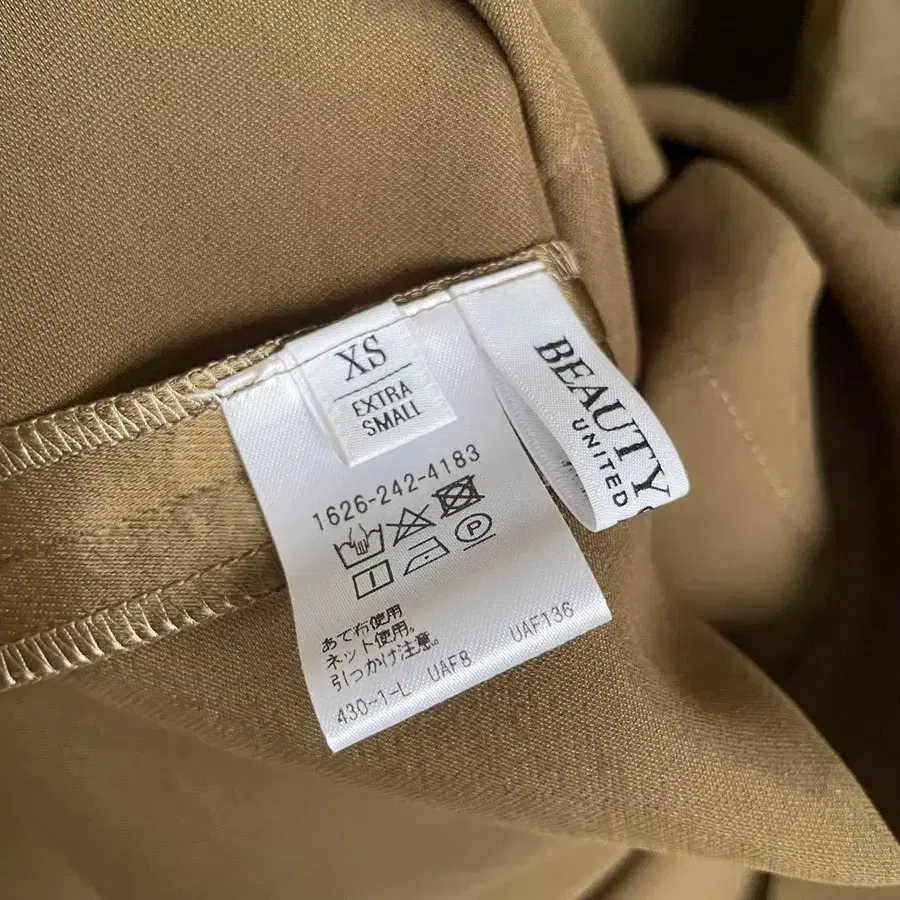 XS
EXTRA
SMALL
BEAUTY
UNITED
1626-242-4183
P
あて布使用
ネット使用。
引つかけ注意。
430-1-L UAF8 UAF136